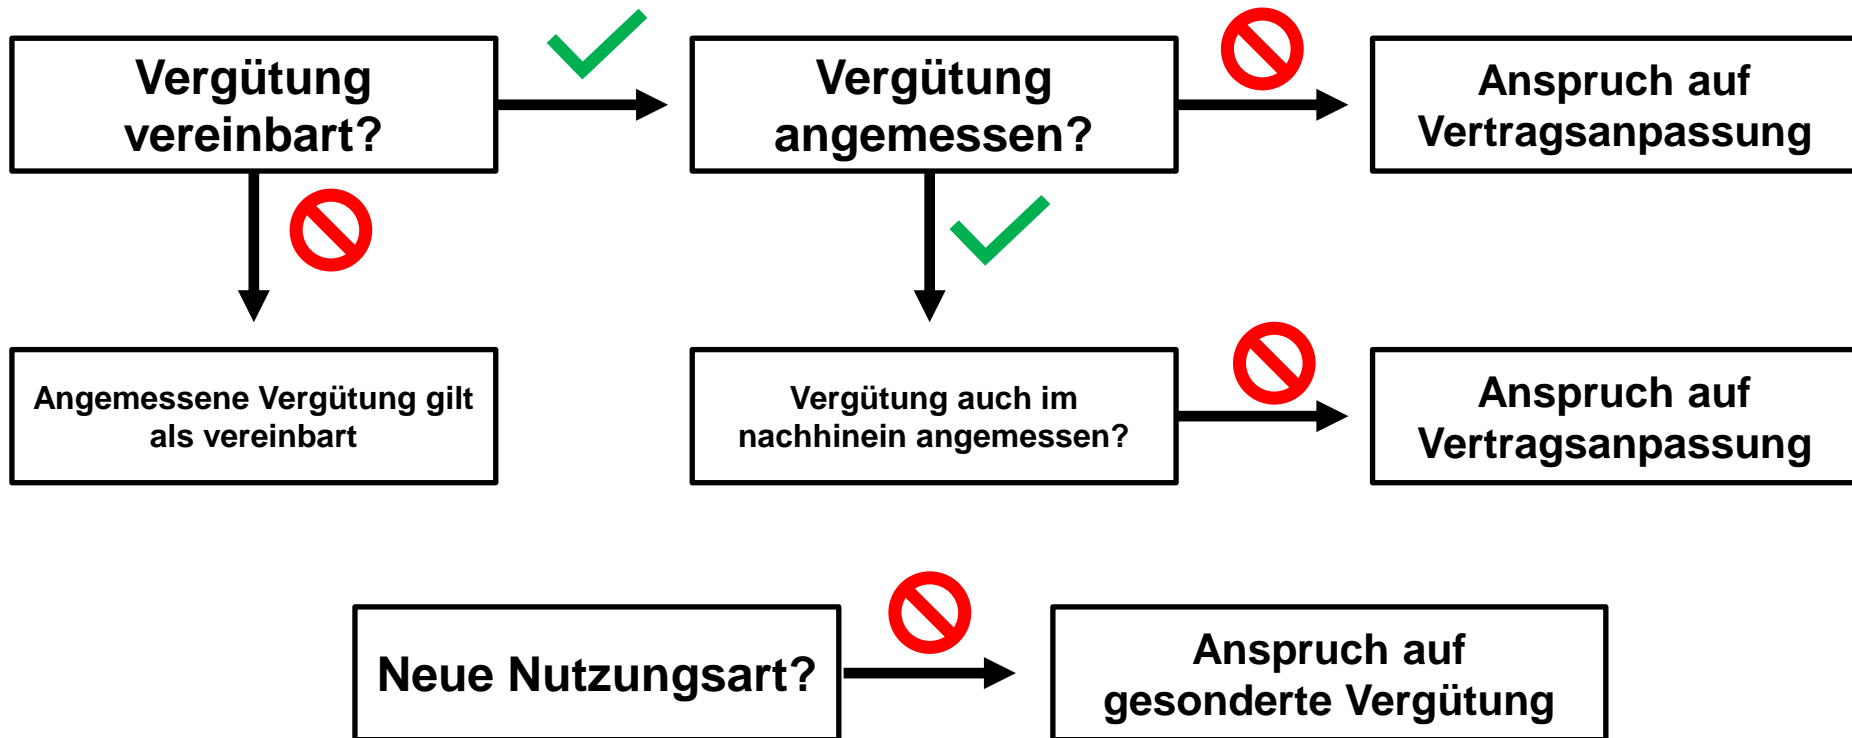 Vergütung
vereinbart?
Vergütung
angemessen?
Anspruch auf
Vertragsanpassung
Angemessene Vergütung gilt
als vereinbart
Vergütung auch im
nachhinein angemessen?
Anspruch auf
Vertragsanpassung
Neue Nutzungsart?
Anspruch auf
gesonderte Vergütung